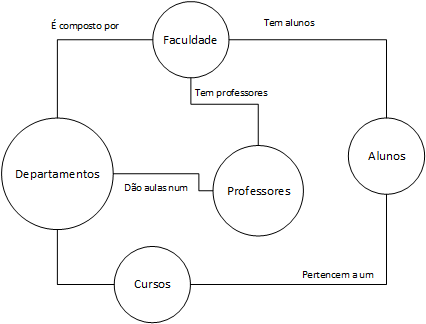 É composto por
Tem alunos
Faculdade
Tem professores
Alunos
Departamentos
Dão aulas num
Professores
Pertencem a um
Cursos